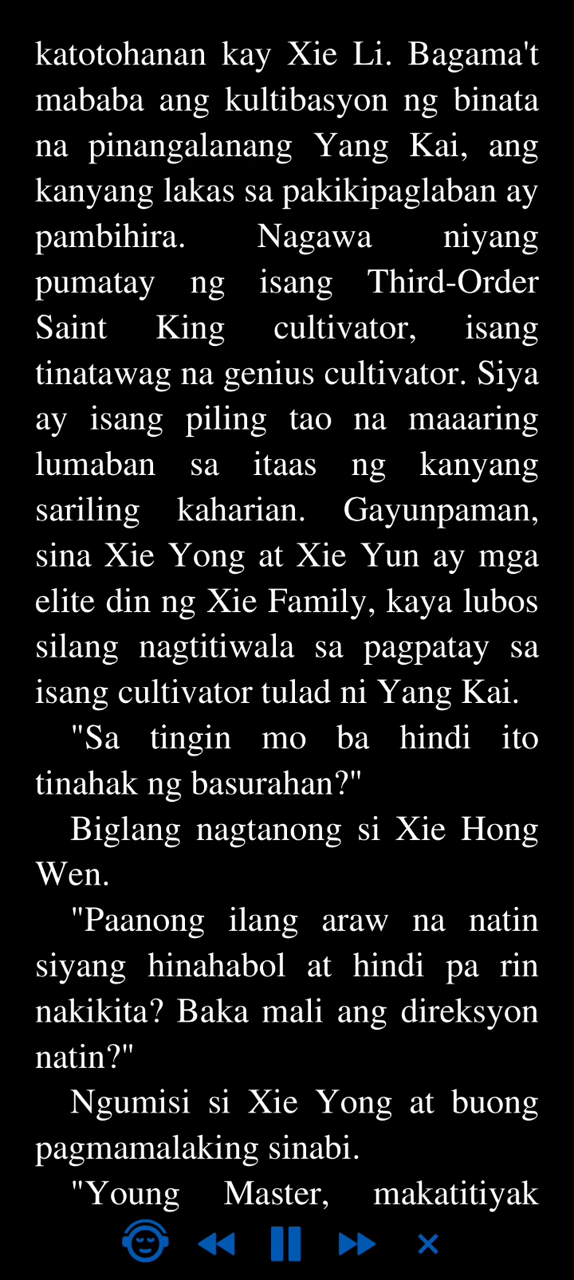 katotohanan kay Xie Li. Bagama't
mababa ang kultibasyon ng binata
na pinangalanang Yang Kai, ang
kanyang lakas sa pakikipaglaban ay
pambihira. Nagawa niyang
pumatay ng isang Third-Order
Saint King cultivator, isang
tinatawag na genius cultivator. Siya
ay isang piling tao na maaaring
lumaban sa itaas ng kanyang
sariling kaharian. Gayunpaman,
sina Xie Yong at Xie Yun ay mga
elite din ng Xie Family, kaya lubos
silang nagtitiwala sa pagpatay sa
isang cultivator tulad ni Yang Kai.
"Sa tingin mo ba hindi ito
tinahak ng basurahan?"
Biglang nagtanong si Xie Hong
Wen.
"Paanong ilang araw na natin
siyang hinahabol at hindi pa rin
nakikita? Baka mali ang direksyon
natin?"
Ngumisi si Xie Yong at buong
pagmamalaking sinabi.
"Young Master, makatitiyak